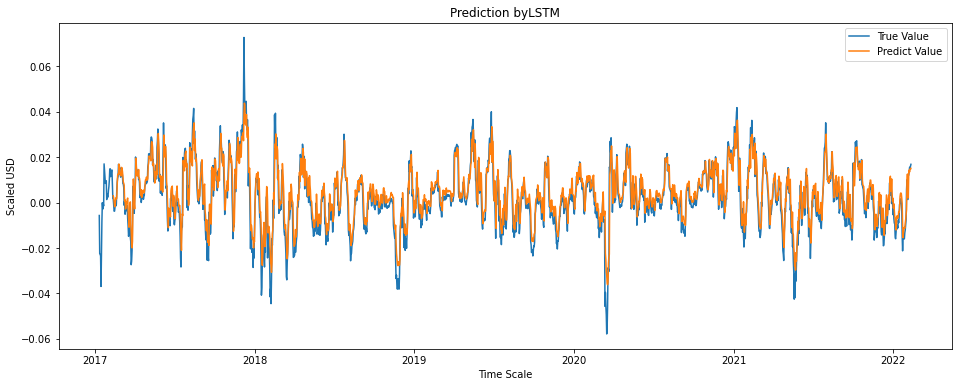 Prediction byLSTM
True Value
Predict Value
Scaled USD
0.06
0.04
0.02
0.00
−0.02
−0.04
−0.06
2017
2018
2019
2020
2021
2022
Time Scale